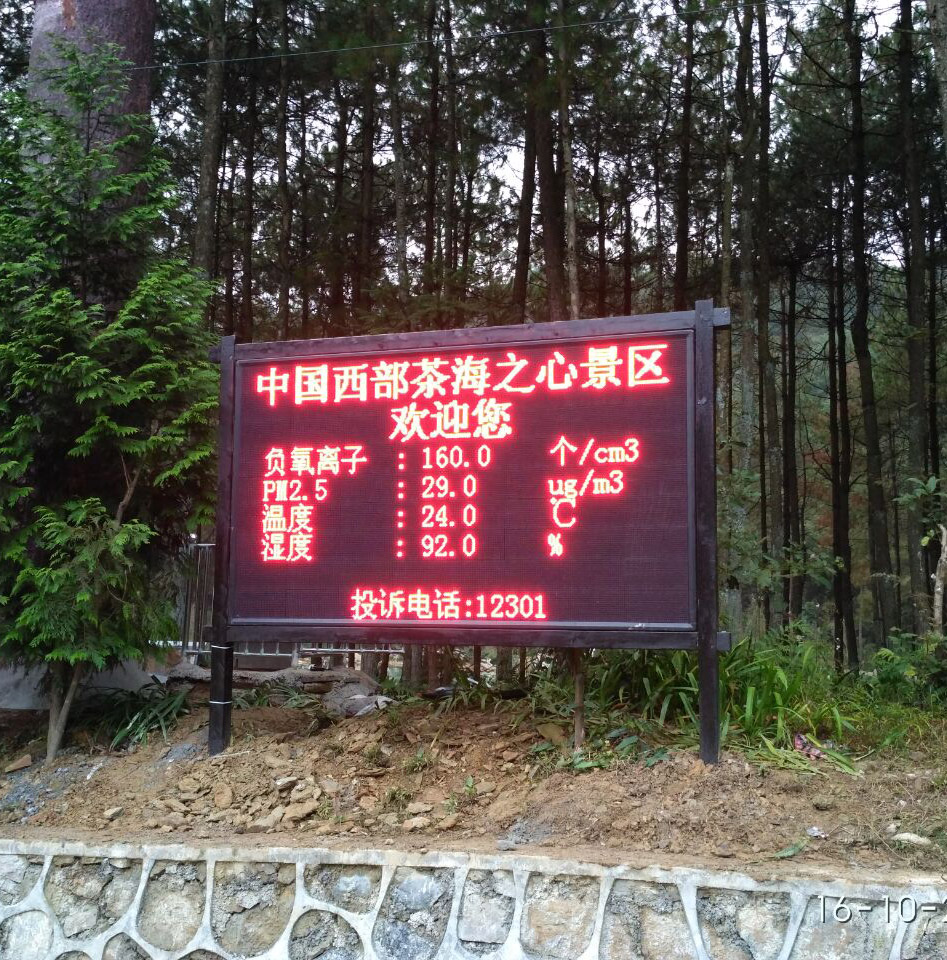 中国西部茶海之心景区
欢迎您
负氧离子 : 160.0 个/cm3
PM2.5 : 29.0 ug/m3
温度 : 24.0 ℃
湿度 : 92.0 %
投诉电话:12301
16-10-